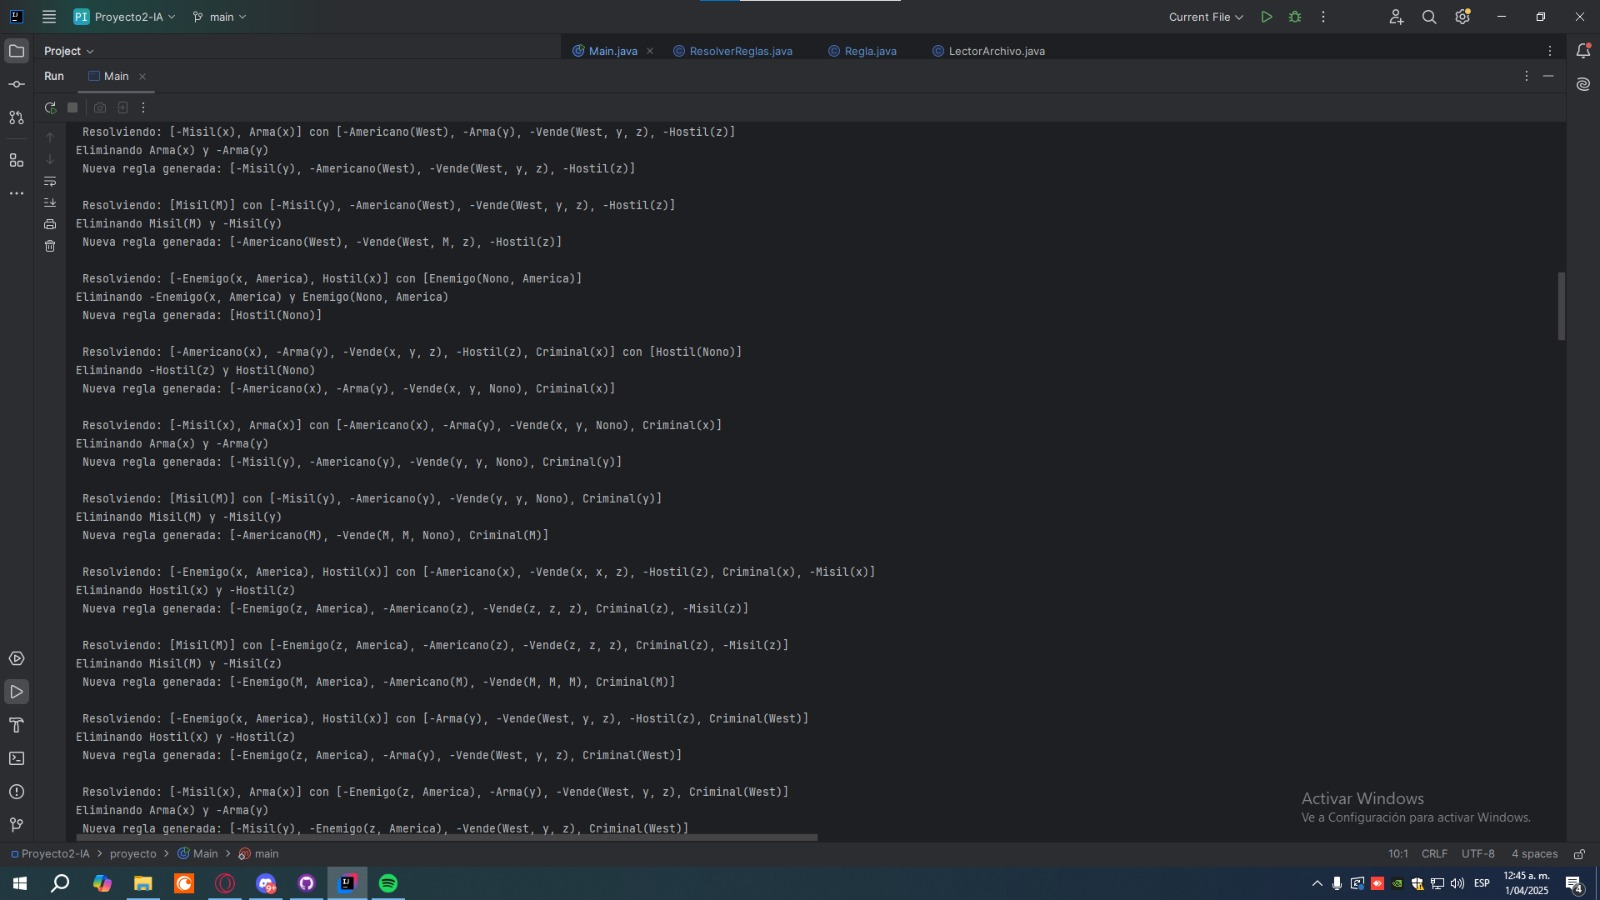 PI Proyecto2-IA main Current File
Project Main.java ResolverReglas.java Regla.java LectorArchivo.java
Run Main
Resolviendo: [-Misil(x), Arma(x)] con [-Americano(West), -Arma(y), -Vende(West, y, z), -Hostil(z)]
Eliminando Arma(x) y -Arma(y)
Nueva regla generada: [-Misil(y), -Americano(West), -Vende(West, y, z), -Hostil(z)]
Resolviendo: [Misil(M)] con [-Misil(y), -Americano(West), -Vende(West, y, z), -Hostil(z)]
Eliminando Misil(M) y -Misil(y)
Nueva regla generada: [-Americano(West), -Vende(West, M, z), -Hostil(z)]
Resolviendo: [-Enemigo(x, America), Hostil(x)] con [Enemigo(Nono, America)]
Eliminando -Enemigo(x, America) y Enemigo(Nono, America)
Nueva regla generada: [Hostil(Nono)]
Resolviendo: [-Americano(x), -Arma(y), -Vende(x, y, z), -Hostil(z), Criminal(x)] con [Hostil(Nono)]
Eliminando -Hostil(z) y Hostil(Nono)
Nueva regla generada: [-Americano(x), -Arma(y), -Vende(x, y, Nono), Criminal(x)]
Resolviendo: [-Misil(x), Arma(x)] con [-Americano(x), -Arma(y), -Vende(x, y, Nono), Criminal(x)]
Eliminando Arma(x) y -Arma(y)
Nueva regla generada: [-Misil(y), -Americano(y), -Vende(y, y, Nono), Criminal(y)]
Resolviendo: [Misil(M)] con [-Misil(y), -Americano(y), -Vende(y, y, Nono), Criminal(y)]
Eliminando Misil(M) y -Misil(y)
Nueva regla generada: [-Americano(M), -Vende(M, M, Nono), Criminal(M)]
Resolviendo: [-Enemigo(x, America), Hostil(x)] con [-Americano(x), -Vende(x, x, z), -Hostil(z), Criminal(x), -Misil(x)]
Eliminando Hostil(x) y -Hostil(z)
Nueva regla generada: [-Enemigo(z, America), -Americano(z), -Vende(z, z, z), Criminal(z), -Misil(z)]
Resolviendo: [Misil(M)] con [-Enemigo(z, America), -Americano(z), -Vende(z, z, z), Criminal(z), -Misil(z)]
Eliminando Misil(M) y -Misil(z)
Nueva regla generada: [-Enemigo(M, America), -Americano(M), -Vende(M, M, M), Criminal(M)]
Resolviendo: [-Enemigo(x, America), Hostil(x)] con [-Arma(y), -Vende(West, y, z), -Hostil(z), Criminal(West)]
Eliminando Hostil(x) y -Hostil(z)
Nueva regla generada: [-Enemigo(z, America), -Arma(y), -Vende(West, y, z), Criminal(West)]
Resolviendo: [-Misil(x), Arma(x)] con [-Enemigo(z, America), -Arma(y), -Vende(West, y, z), Criminal(West)]
Eliminando Arma(x) y -Arma(y)
Nueva regla generada: [-Misil(y), -Enemigo(z, America), -Vende(West, y, z), Criminal(West)]
Activar Windows
Ve a Configuración para activar Windows.
Proyecto2-IA > proyecto > Main > main 10:1 CRLF UTF-8 4 spaces
ESP 12:45 a. m.
1/04/2025